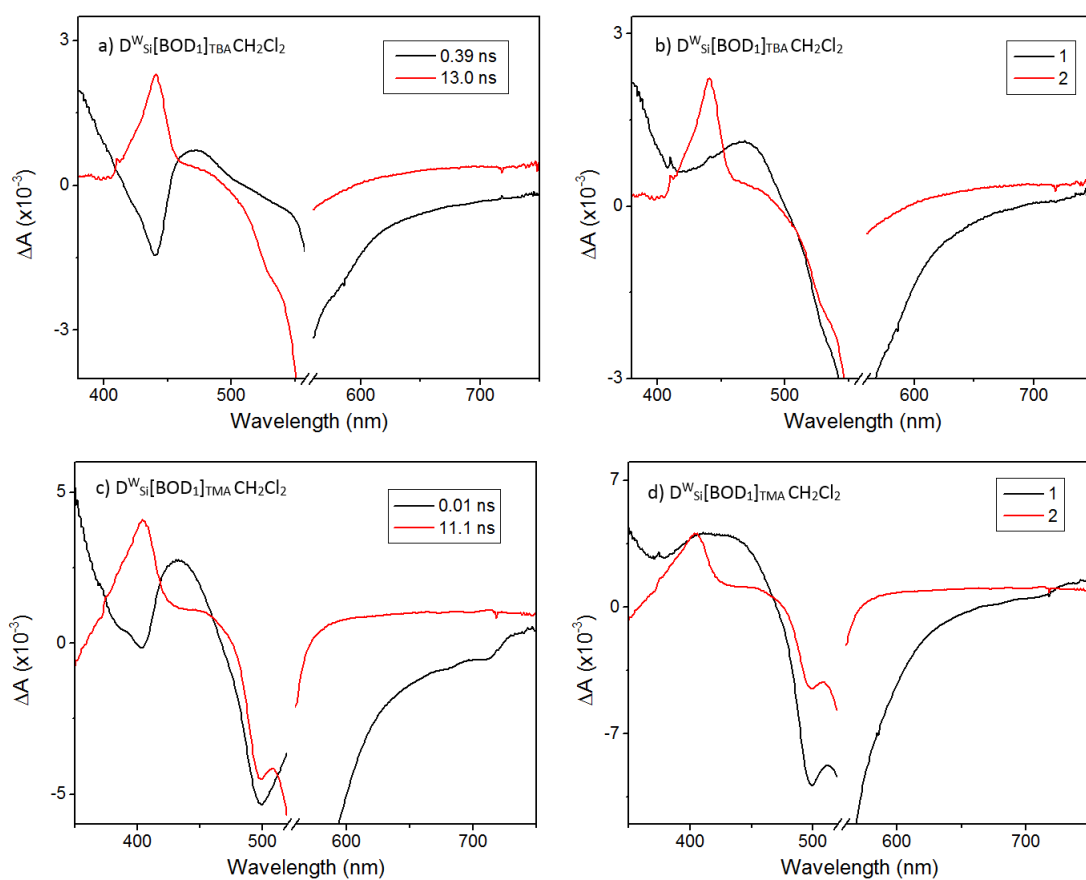 a) DᵂSi[BOD₁]TBA CH₂Cl₂
0.39 ns
13.0 ns
3
0
-3
ΔA (x10⁻³)
400
500
600
700
Wavelength (nm)
b) DᵂSi[BOD₁]TBA CH₂Cl₂
1
2
3
0
-3
ΔA (x10⁻³)
400
500
600
700
Wavelength (nm)
c) DᵂSi[BOD₁]TMA CH₂Cl₂
0.01 ns
11.1 ns
5
0
-5
ΔA (x10⁻³)
400
500
600
700
Wavelength (nm)
d) DᵂSi[BOD₁]TMA CH₂Cl₂
1
2
7
0
-7
ΔA (x10⁻³)
400
500
600
700
Wavelength (nm)